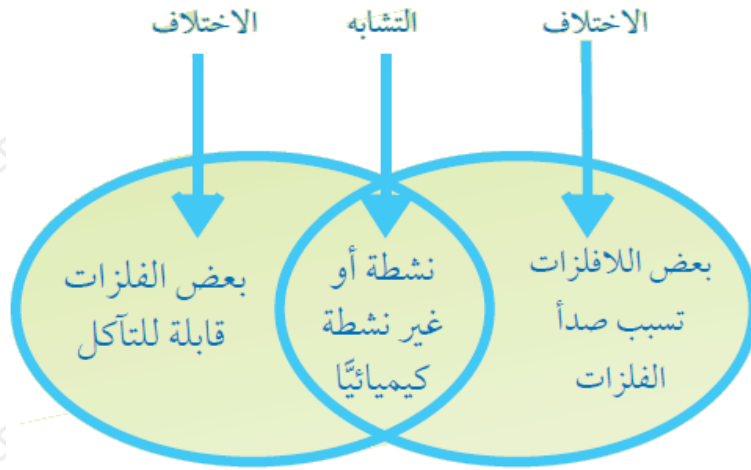 الاختلاف
التشابه
الاختلاف
بعض اللافلزات
تسبب صدأ
الفلزات
نشطة أو
غير نشطة
كيميائيًّا
بعض الفلزات
قابلة للتآكل